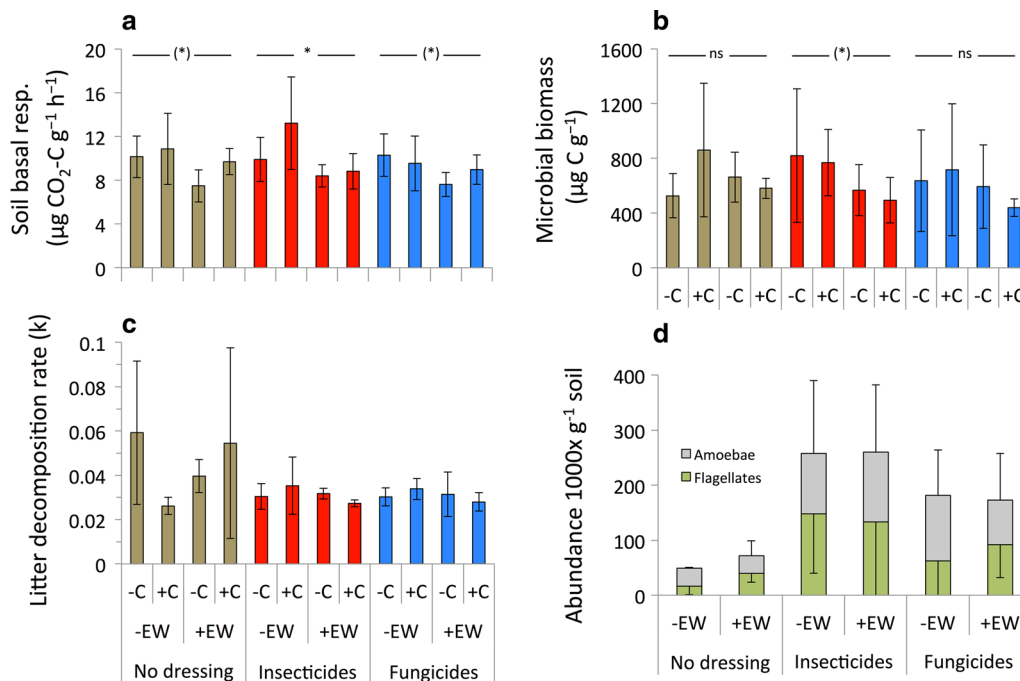 a
Soil basal resp.
(µg CO₂-C g⁻¹ h⁻¹)
20
16
12
8
4
0
(*)
*
(*)
b
Microbial biomass
(µg C g⁻¹)
1600
1200
800
400
0
ns
(*)
ns
-C +C -C +C -C +C -C +C -C +C -C +C
c
Litter decomposition rate (k)
0.1
0.08
0.06
0.04
0.02
0
-C +C -C +C -C +C -C +C -C +C -C +C
-EW +EW -EW +EW -EW +EW
No dressing Insecticides Fungicides
d
Abundance 1000x g⁻¹ soil
400
300
200
100
0
Amoebae
Flagellates
-EW +EW -EW +EW -EW +EW
No dressing Insecticides Fungicides